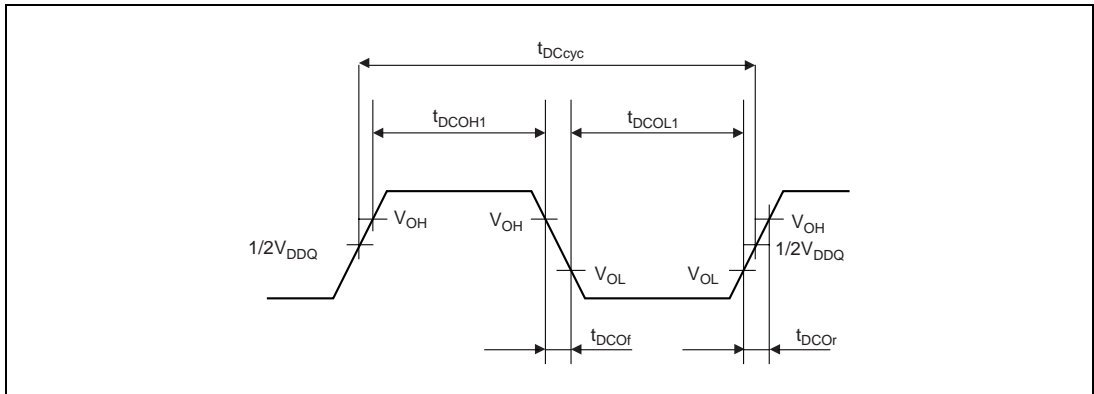 tDCcyc
tDCOH1 tDCOL1
VOH VOH VOH
1/2VDDQ 1/2VDDQ
VOL VOL
tDCOf tDCOr